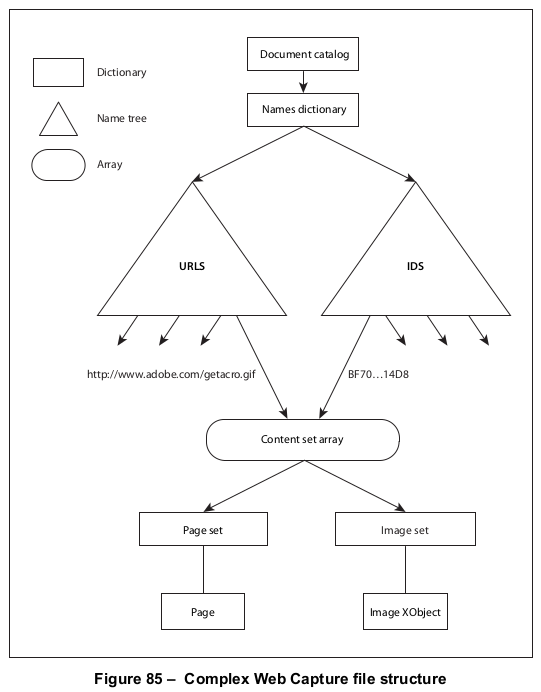 Document catalog
Dictionary
Names dictionary
Name tree
Array
URLS
IDS
http://www.adobe.com/getacro.gif
BF70…14D8
Content set array
Page set
Image set
Page
Image XObject
Figure 85 – Complex Web Capture file structure